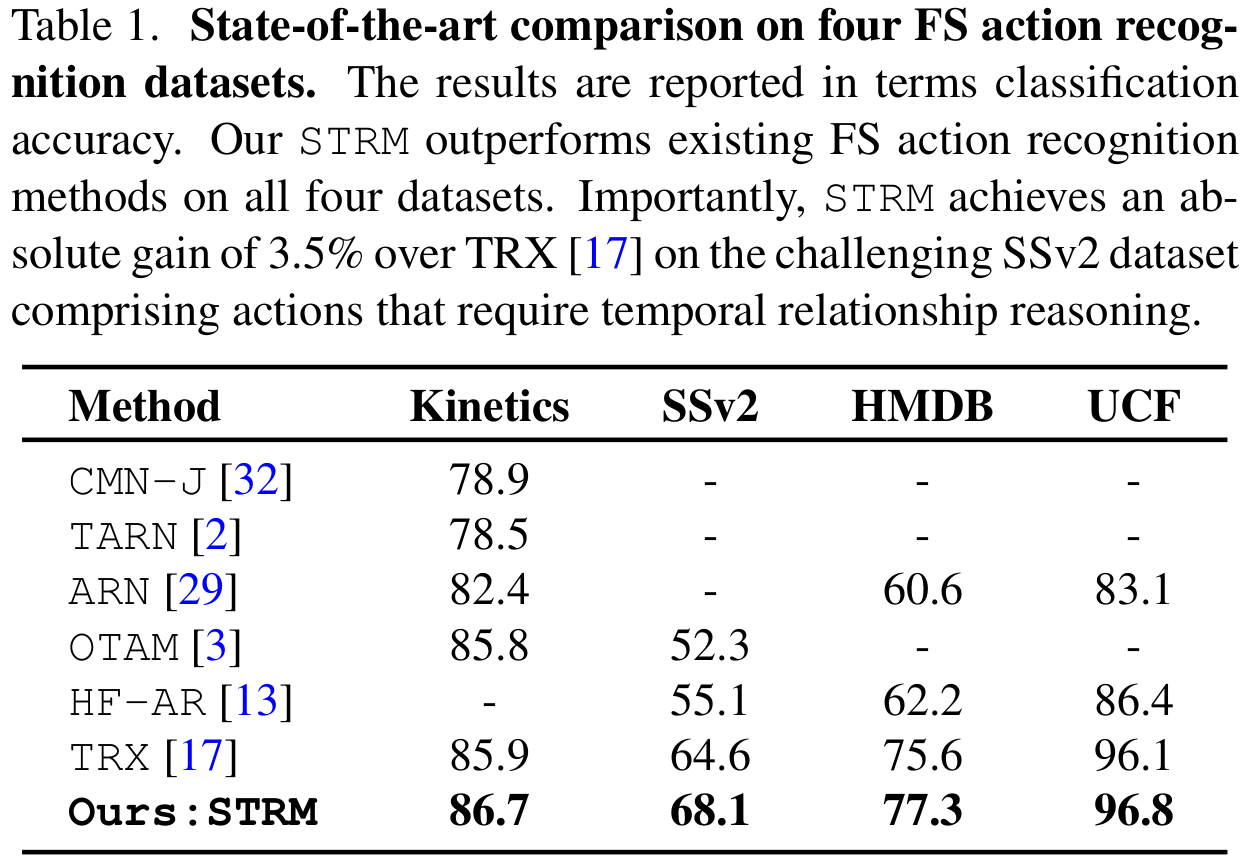 Table 1. State-of-the-art comparison on four FS action recog-
nition datasets. The results are reported in terms classification
accuracy. Our STRM outperforms existing FS action recognition
methods on all four datasets. Importantly, STRM achieves an ab-
solute gain of 3.5% over TRX [17] on the challenging SSv2 dataset
comprising actions that require temporal relationship reasoning.
Method Kinetics SSv2 HMDB UCF
CMN-J [32] 78.9 - - -
TARN [2] 78.5 - - -
ARN [29] 82.4 - 60.6 83.1
OTAM [3] 85.8 52.3 - -
HF-AR [13] - 55.1 62.2 86.4
TRX [17] 85.9 64.6 75.6 96.1
Ours:STRM 86.7 68.1 77.3 96.8